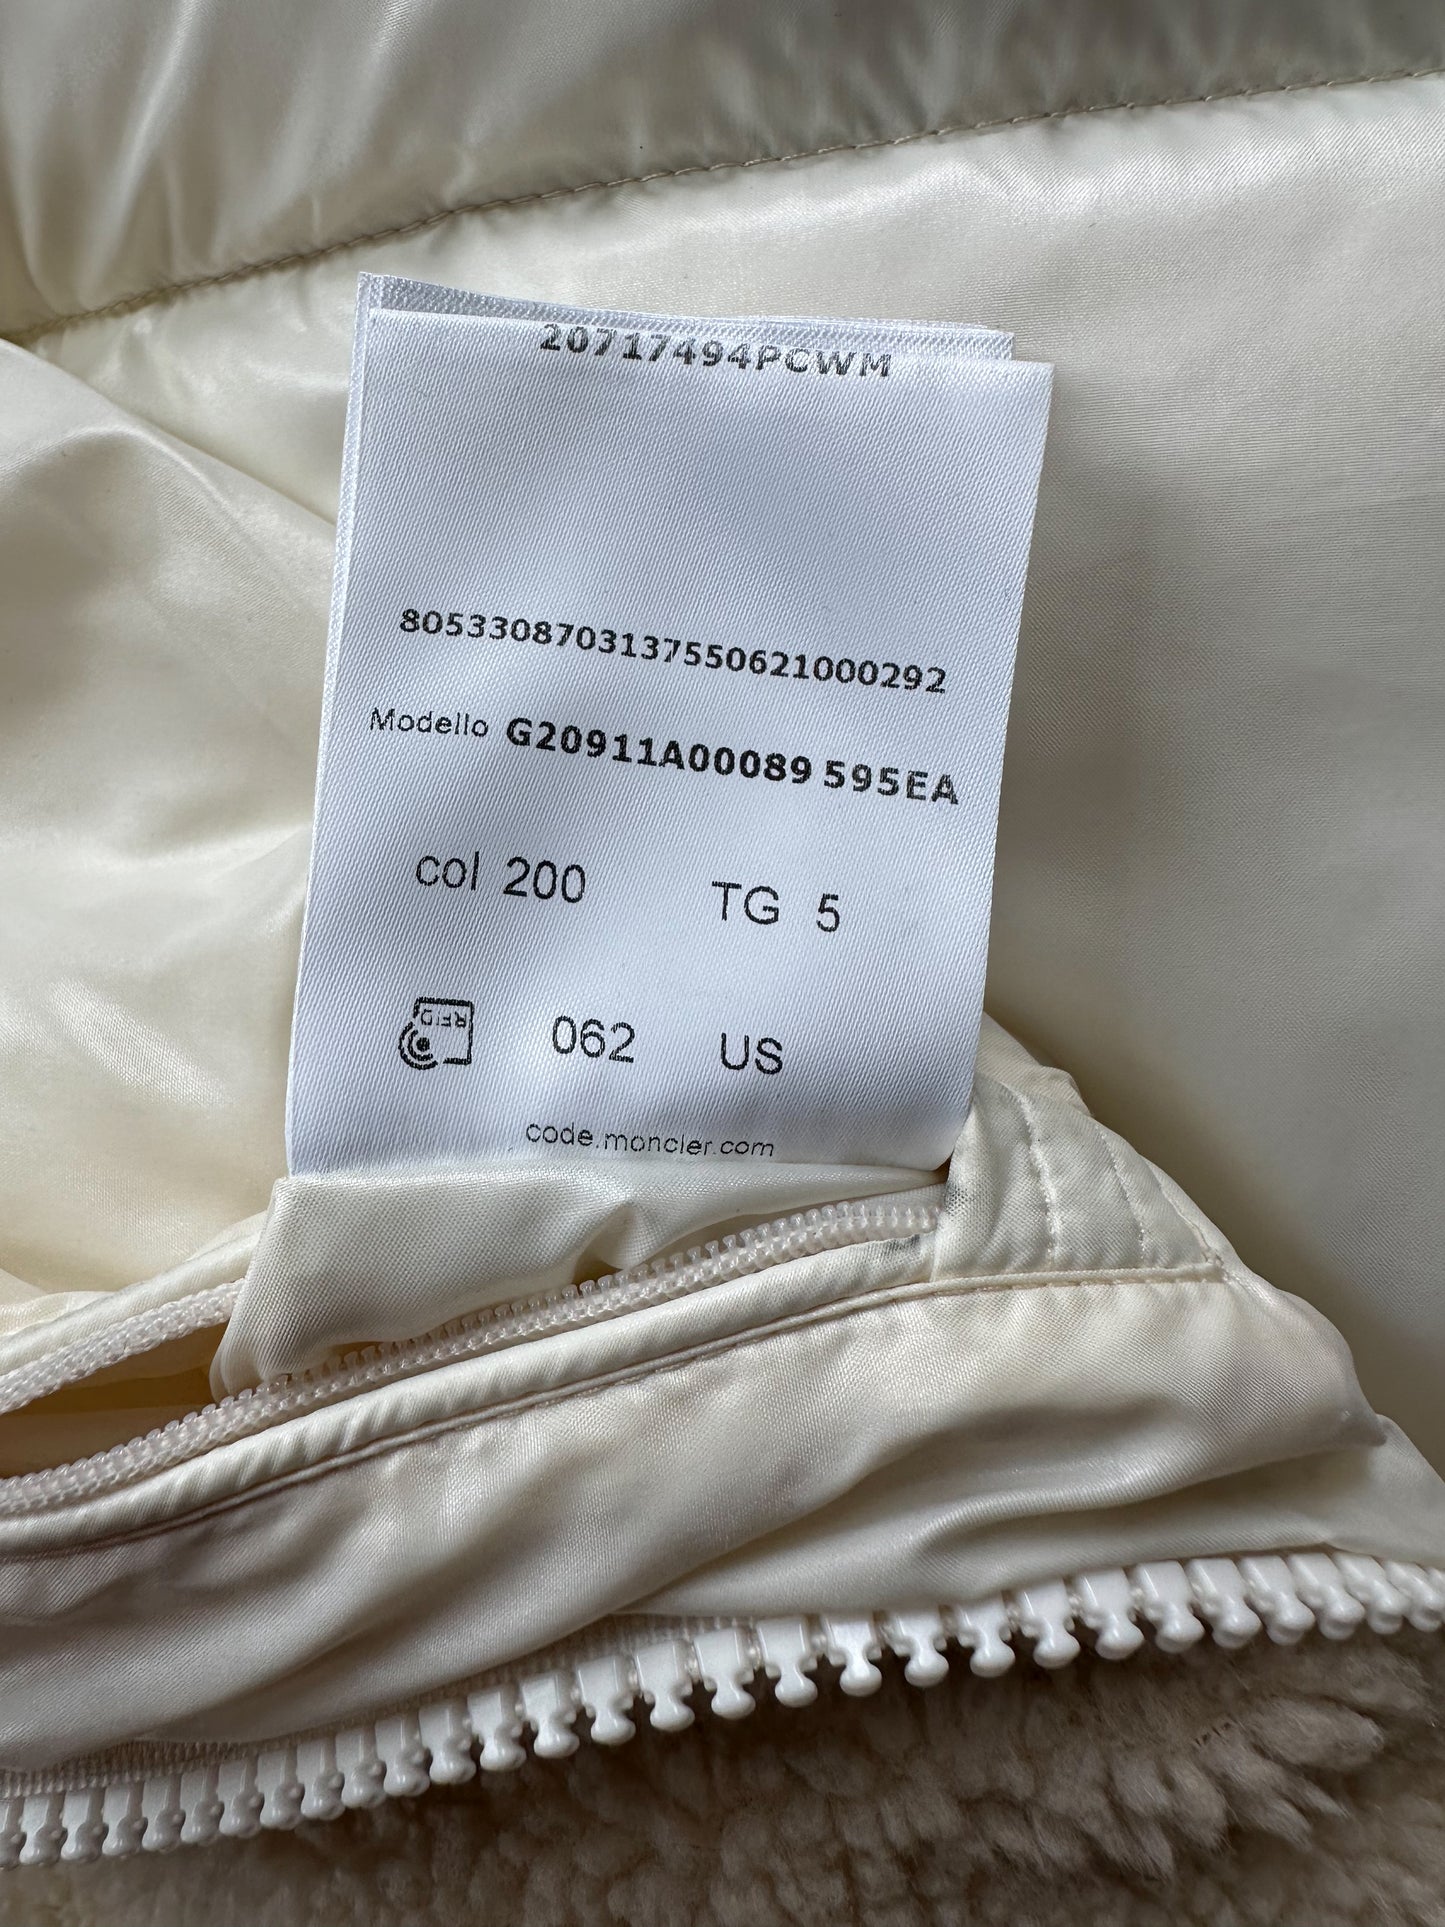 20717494PCWM
8053308703137550621000292
Modello G20911A00089 595EA
col 200 TG 5
RFID 062 US
code.moncler.com